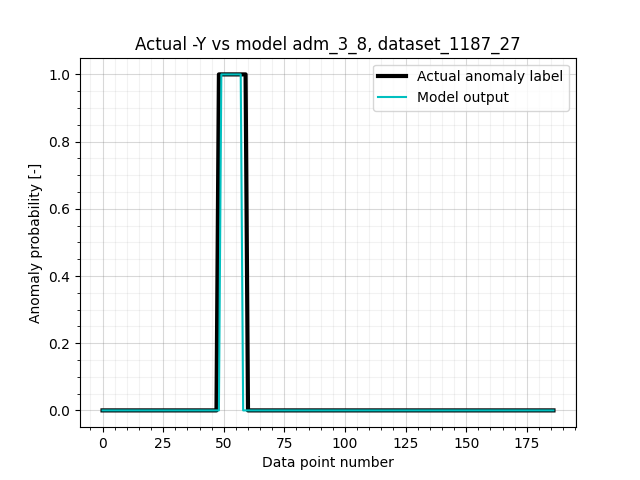 Actual -Y vs model adm_3_8, dataset_1187_27
Actual anomaly label
Model output
Anomaly probability [-]
1.0
0.8
0.6
0.4
0.2
0.0
0 25 50 75 100 125 150 175
Data point number